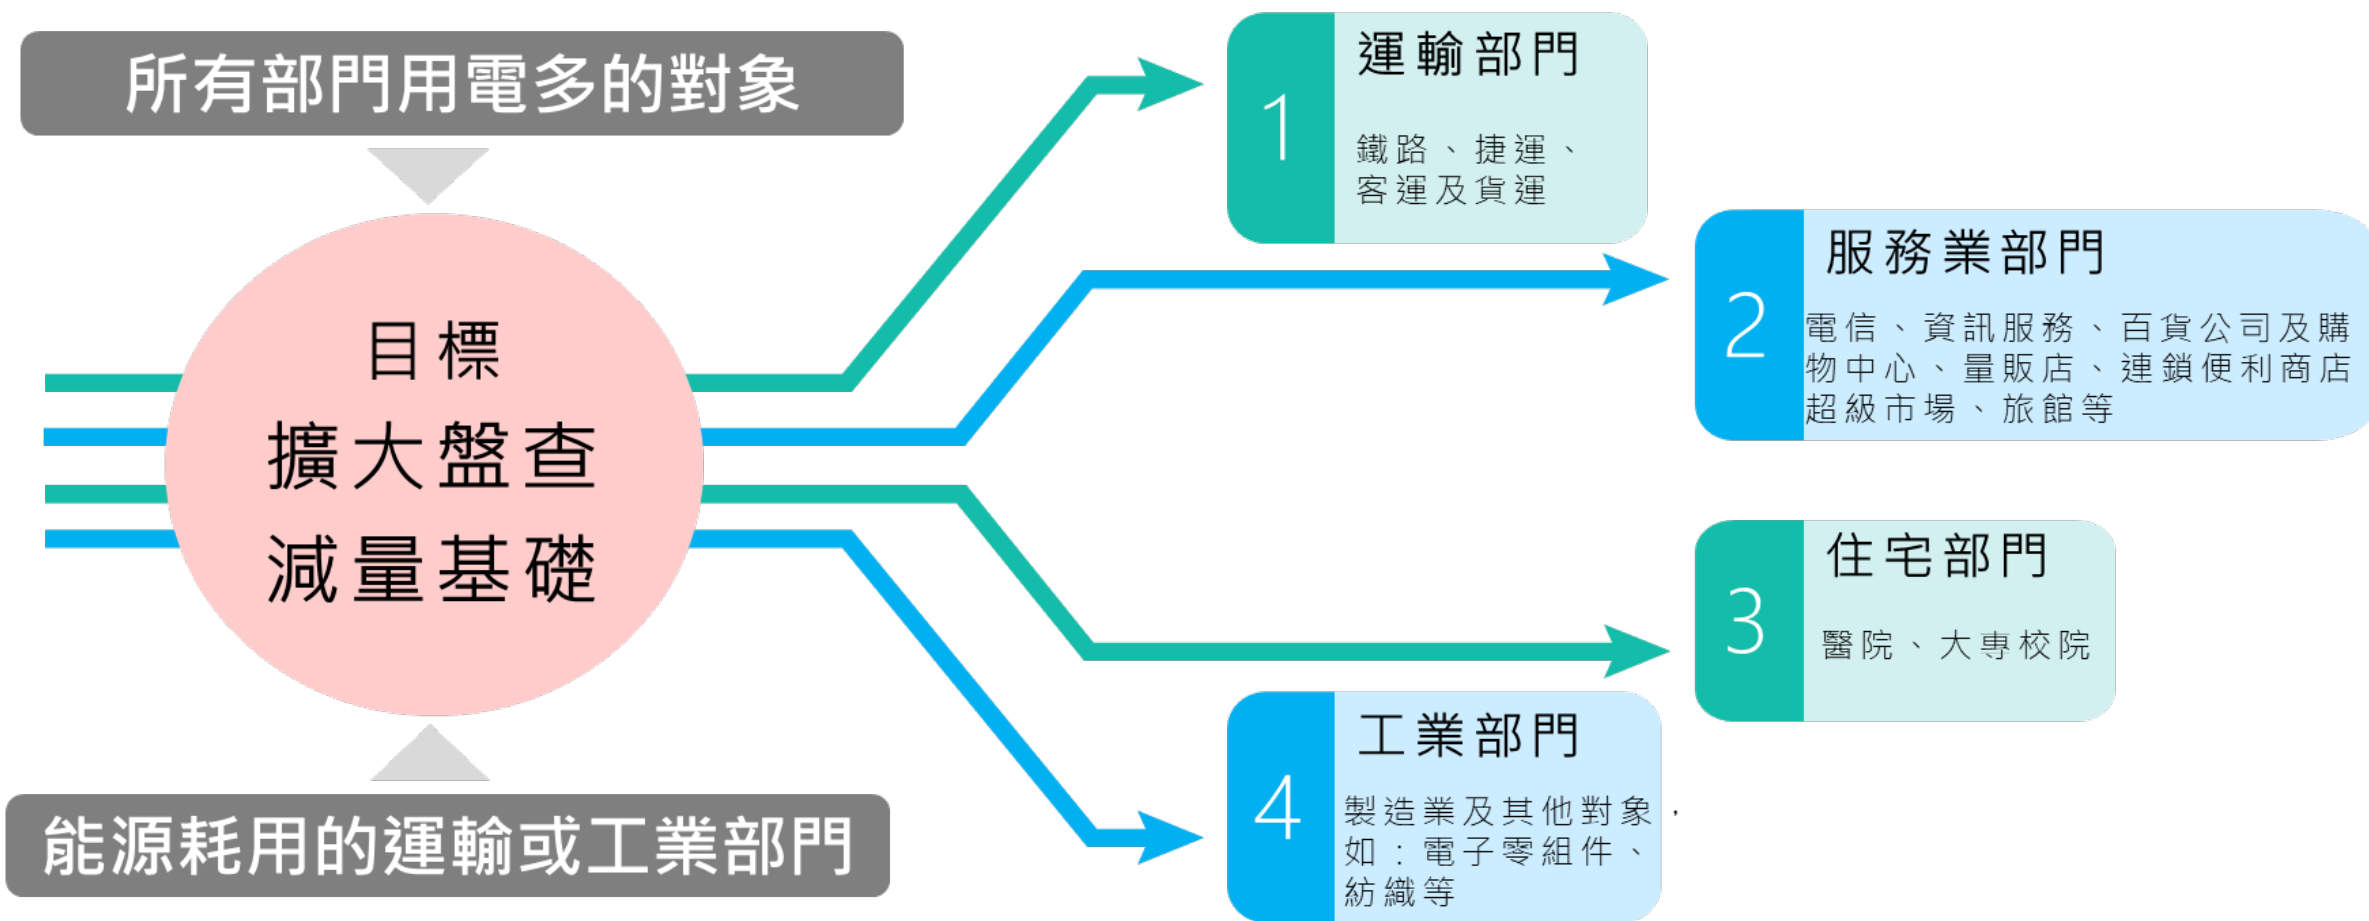 所有部門用電多的對象
目標
擴大盤查
減量基礎
能源耗用的運輸或工業部門
1
運輸部門
鐵路、捷運、
客運及貨運
2
服務業部門
電信、資訊服務、百貨公司及購
物中心、量販店、連鎖便利商店
超級市場、旅館等
3
住宅部門
醫院、大專校院
4
工業部門
製造業及其他對象，
如：電子零組件、
紡織等